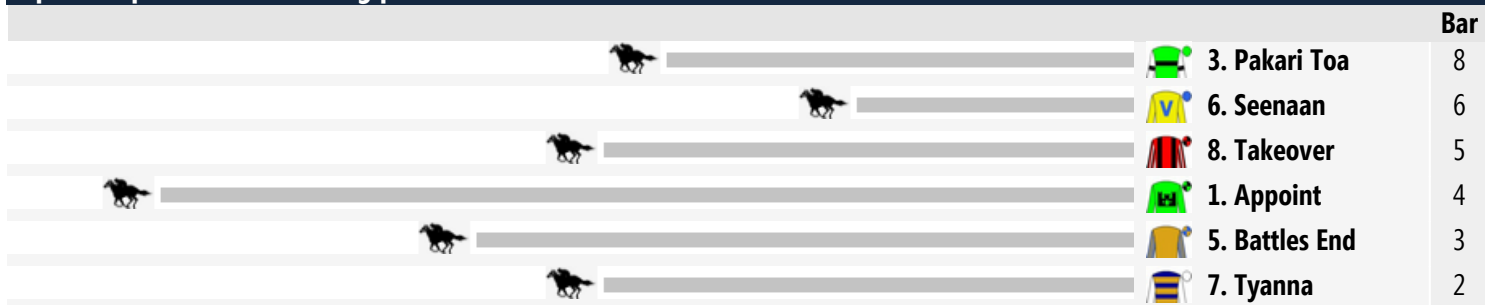 Bar
3. Pakari Toa 8
V
6. Seenaan 6
8. Takeover 5
1. Appoint 4
5. Battles End 3
7. Tyanna 2